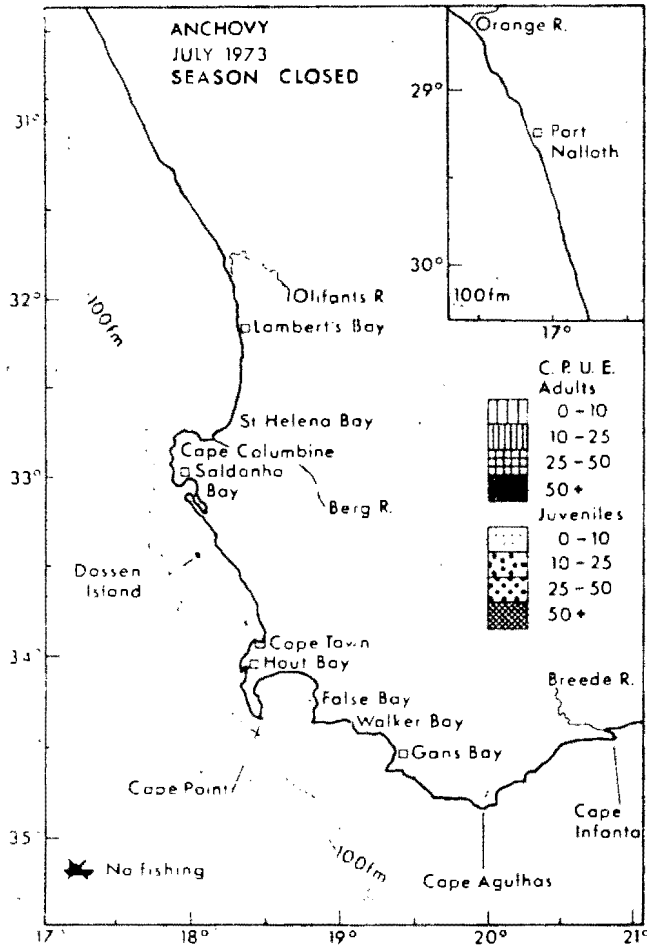 ANCHOVY
JULY 1973
SEASON CLOSED
Orange R.
29°
Port
Nolloth
30°
100fm
17°
31°
32°
33°
34°
35°
100fm
Olifants R
Lambert's Bay
St Helena Bay
Cape Columbine
Saldanha
Bay
Berg R.
Dassen
Island
Cape Town
Hout Bay
False Bay
Walker Bay
Gans Bay
Breede R.
Cape Point
Cape
Infanta
100fm
Cape Agulhas
No fishing
C. P. U. E.
Adults
0-10
10-25
25-50
50+
Juveniles
0-10
10-25
25-50
50+
17°
18°
19°
20°
21°